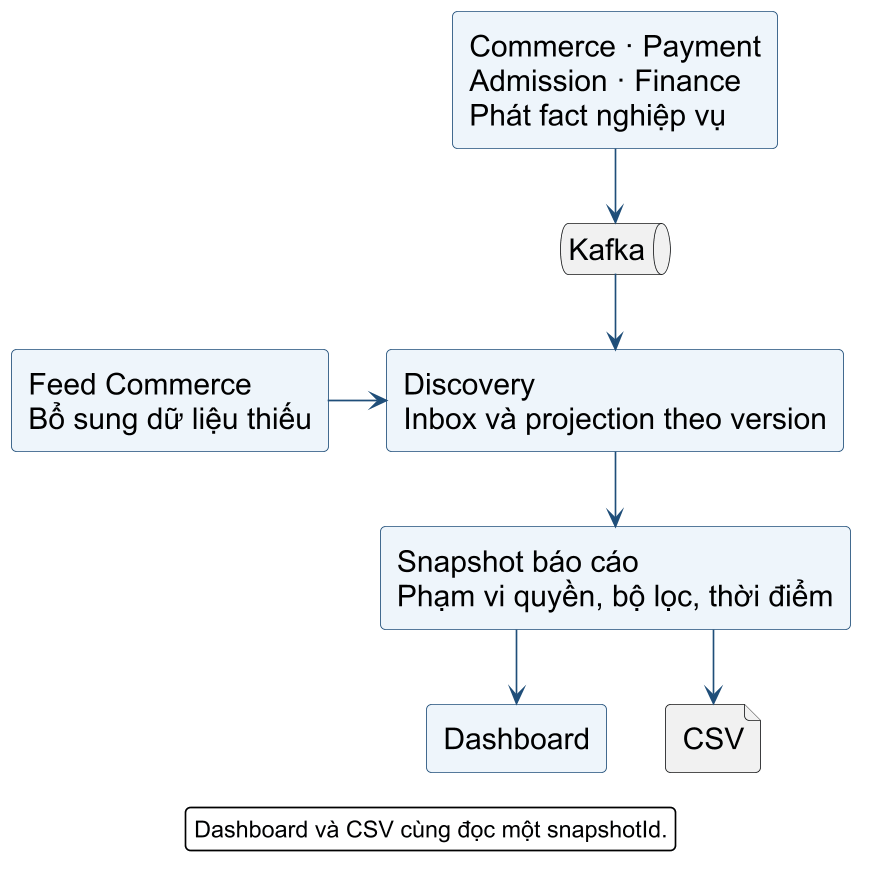 Commerce · Payment
Admission · Finance
Phát fact nghiệp vụ
Kafka
Feed Commerce
Bổ sung dữ liệu thiếu
Discovery
Inbox và projection theo version
Snapshot báo cáo
Phạm vi quyền, bộ lọc, thời điểm
Dashboard
CSV
Dashboard và CSV cùng đọc một snapshotId.